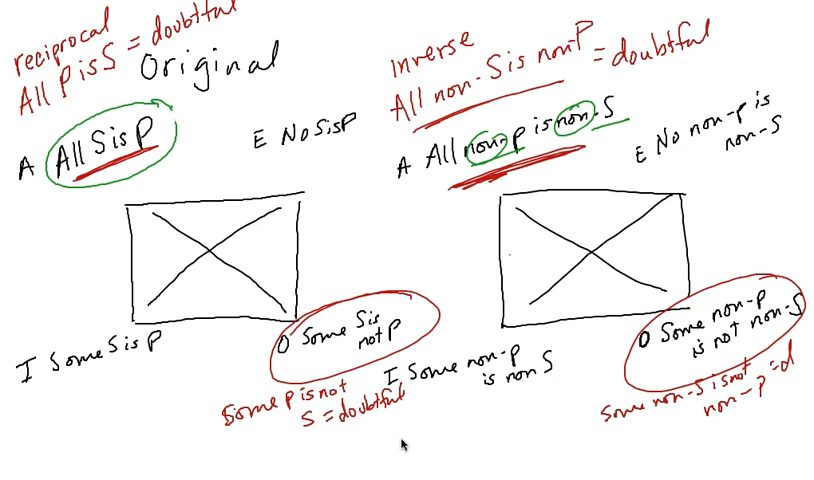 reciprocal
All P is S = doubtful
Original
A All S is P
E No S is P
I Some S is P
O Some S is
not P
Some p is not
S = doubtful
Inverse
All non-S is non-P = doubtful
A All non-p is non-S
E No non-p is
non-S
I Some non-p
is non S
O Some non-p
is not non-S
Some non-S is not
non-p = d